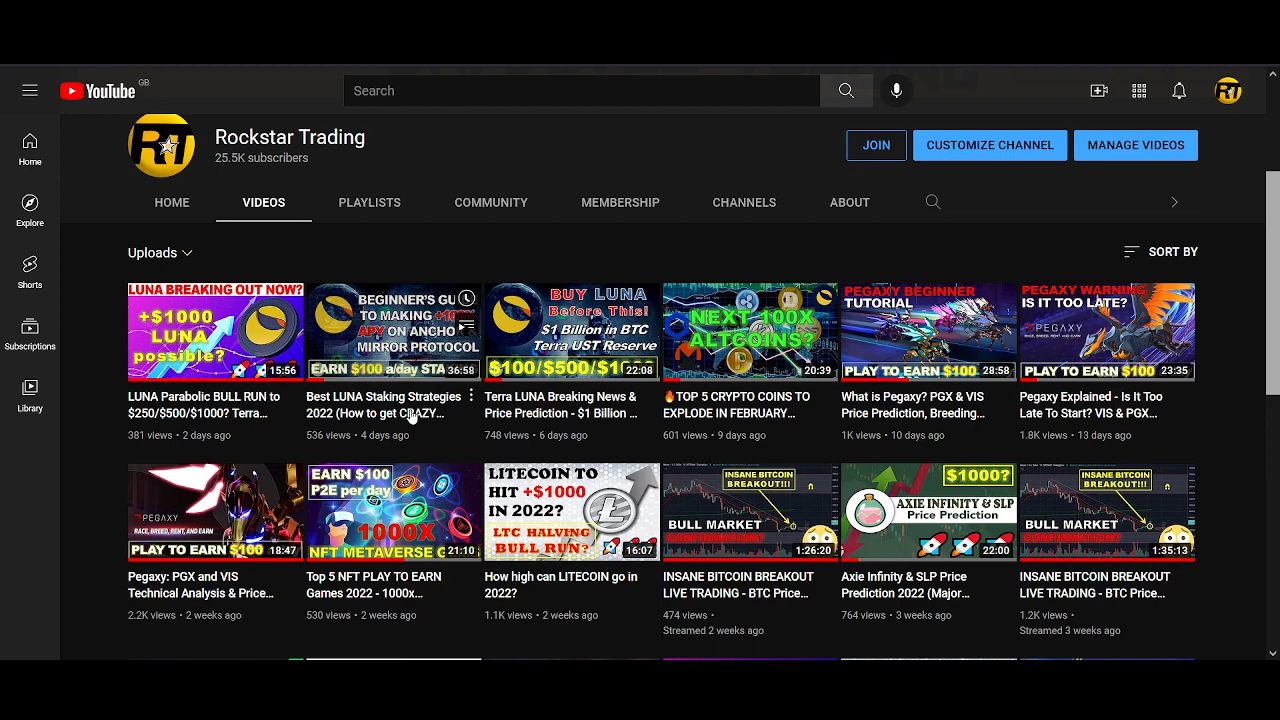 YouTube GB
Search
Home
Explore
Shorts
Subscriptions
Library
RT
Rockstar Trading
25.5K subscribers
JOIN
CUSTOMIZE CHANNEL
MANAGE VIDEOS
HOME
VIDEOS
PLAYLISTS
COMMUNITY
MEMBERSHIP
CHANNELS
ABOUT
Uploads
SORT BY
LUNA BREAKING OUT NOW?
+$1000
LUNA
possible?
15:56
LUNA Parabolic BULL RUN to
$250/$500/$1000? Terra...
381 views • 2 days ago
BEGINNER'S GU
TO MAKING
APY ON ANCHO
MIRROR PROTOCOL
EARN $100 a/day STA
36:58
Best LUNA Staking Strategies
2022 (How to get CRAZY...
536 views • 4 days ago
BUY LUNA
Before This!
$1 Billion in BTC
Terra UST Reserve
$100/$500/$1
22:08
Terra LUNA Breaking News &
Price Prediction - $1 Billion ...
748 views • 6 days ago
NEXT 100X
ALTCOINS?
20:39
🔥TOP 5 CRYPTO COINS TO
EXPLODE IN FEBRUARY...
601 views • 9 days ago
PEGAXY BEGINNER
TUTORIAL
PLAY TO EARN $
28:58
What is Pegaxy? PGX & VIS
Price Prediction, Breeding...
1K views • 10 days ago
PEGAXY WARNING
IS IT TOO LATE?
PEGAXY
RACE, BREED, RENT AND EARN
PLAY TO EARN $
23:35
Pegaxy Explained - Is It Too
Late To Start? VIS & PGX...
1.8K views • 13 days ago
PEGAXY
RACE, BREED, RENT, AND EARN
PLAY TO EARN $100
18:47
Pegaxy: PGX and VIS
Technical Analysis & Price...
2.2K views • 2 weeks ago
EARN $100
P2E per day
1000X
NFT METAVERSE G
21:10
Top 5 NFT PLAY TO EARN
Games 2022 - 1000x...
530 views • 2 weeks ago
LITECOIN TO
HIT +$1000
IN 2022?
LTC HALVING
BULL RUN?
16:07
How high can LITECOIN go in
2022?
1.1K views • 2 weeks ago
INSANE BITCOIN
BREAKOUT!!!
BULL MARKET
CONFIRMATION?
1:26:20
INSANE BITCOIN BREAKOUT
LIVE TRADING - BTC Price...
474 views •
Streamed 2 weeks ago
$1000?
AXIE INFINITY & SLP
Price Prediction
22:00
Axie Infinity & SLP Price
Prediction 2022 (Major...
764 views • 3 weeks ago
INSANE BITCOIN
BREAKOUT!!!
BULL MARKET
CONFIRMATION?
1:35:13
INSANE BITCOIN BREAKOUT
LIVE TRADING - BTC Price...
1.2K views •
Streamed 3 weeks ago